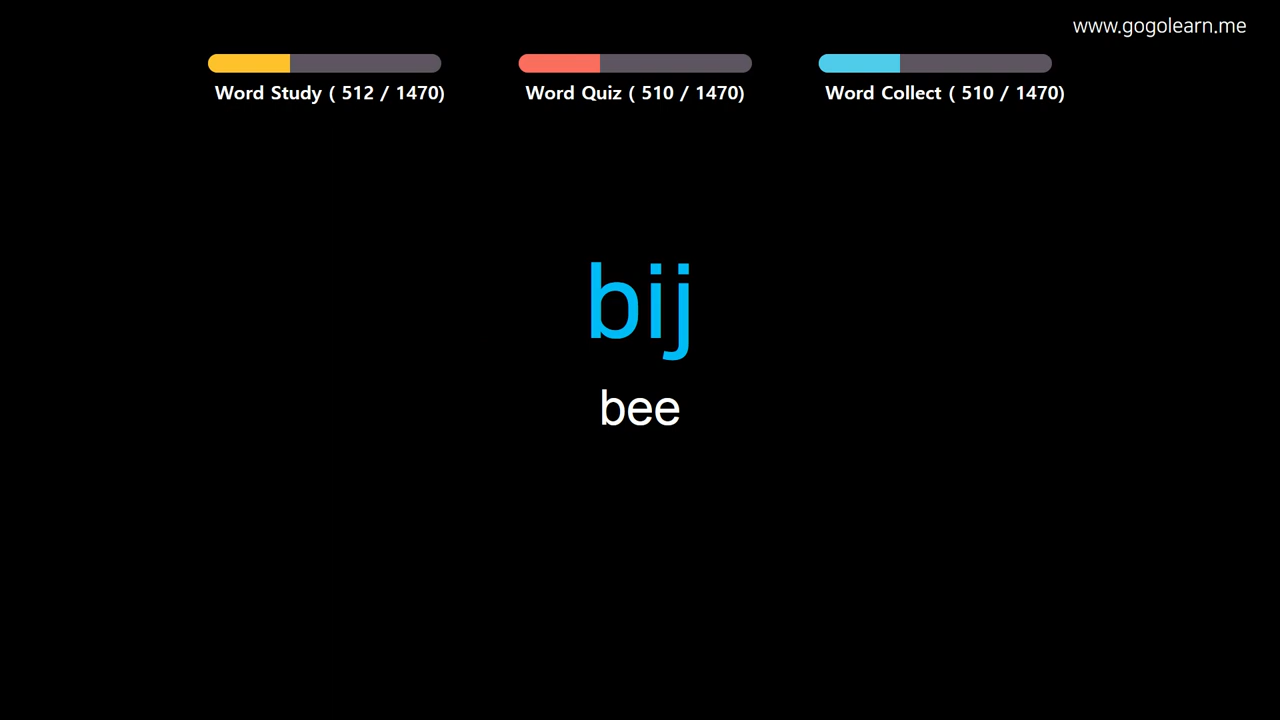 www.gogolearn.me
Word Study ( 512 / 1470)
Word Quiz ( 510 / 1470)
Word Collect ( 510 / 1470)
bij
bee